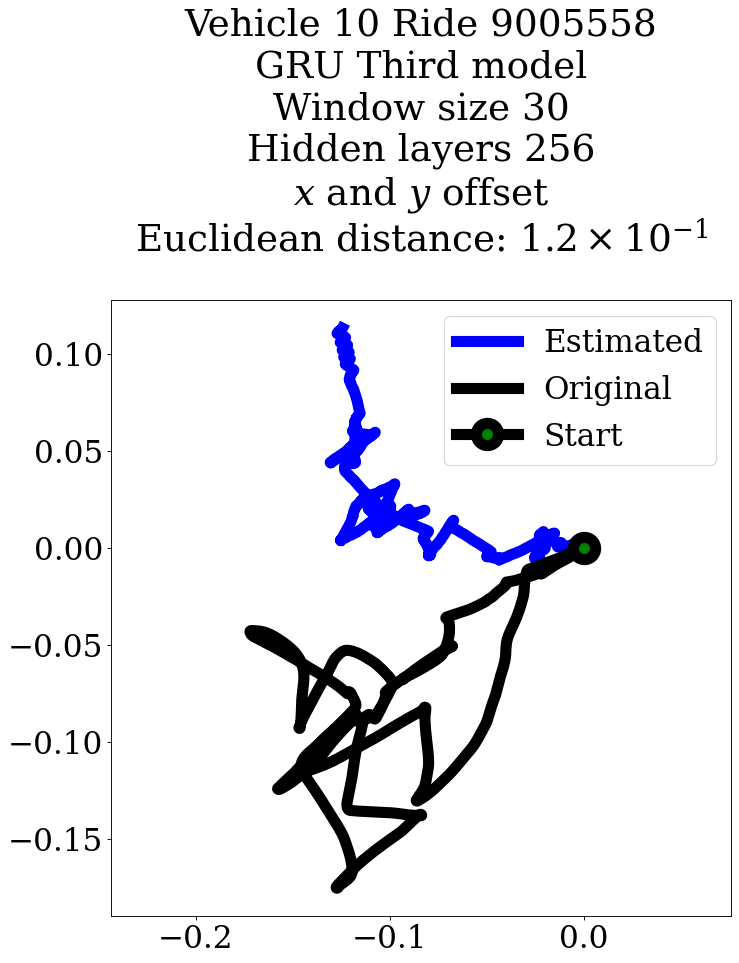 Vehicle 10 Ride 9005558
GRU Third model
Window size 30
Hidden layers 256
x and y offset
Euclidean distance: 1.2 × 10⁻¹
Estimated
Original
Start
0.10
0.05
0.00
−0.05
−0.10
−0.15
−0.2
−0.1
0.0